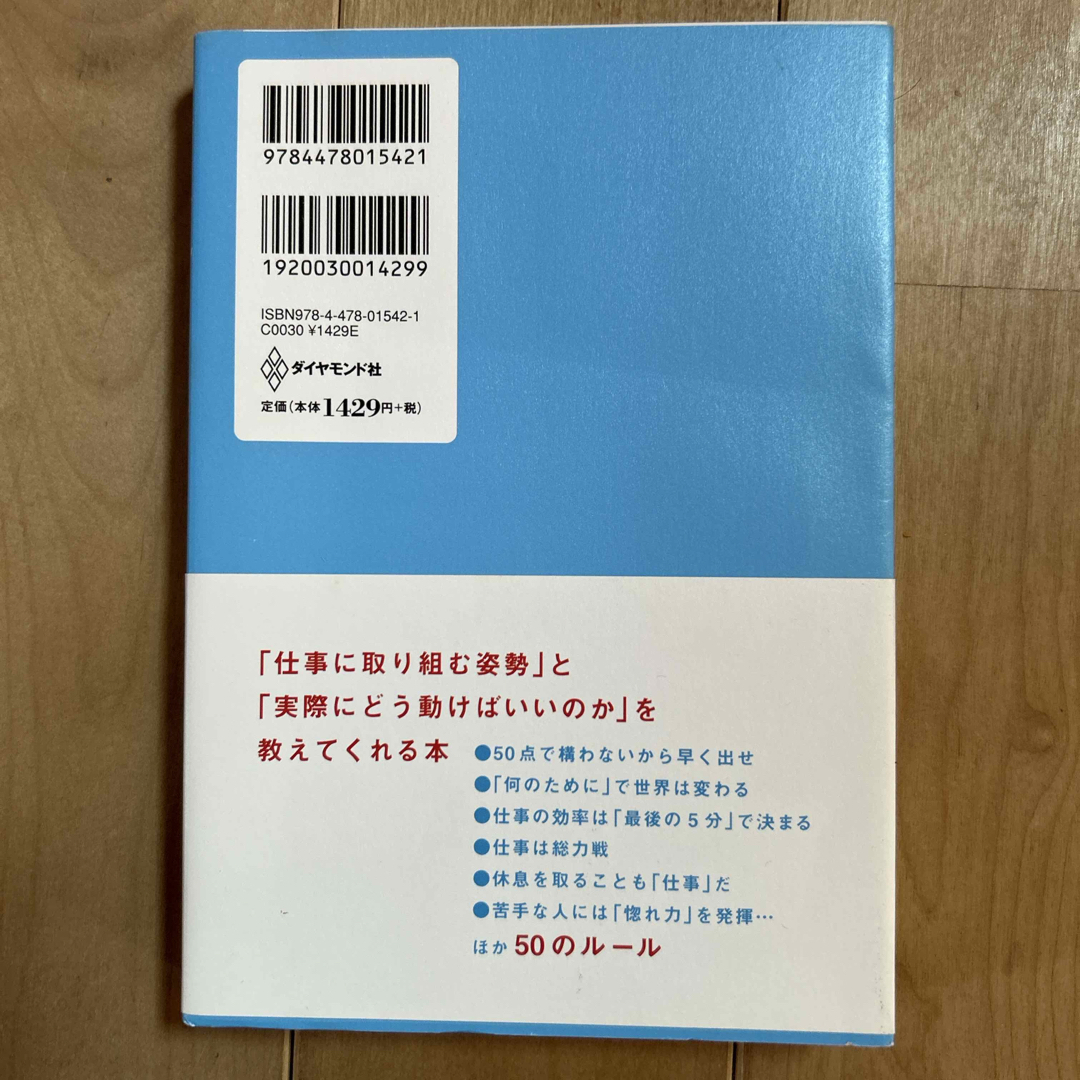 9784478015421
1920030014299
ISBN978-4-478-01542-1
C0030 ¥1429E
ダイヤモンド社
定価(本体1429円+税)
「仕事に取り組む姿勢」と
「実際にどう動けばいいのか」を
教えてくれる本
●50点で構わないから早く出せ
●「何のために」で世界は変わる
●仕事の効率は「最後の5分」で決まる
●仕事は総力戦
●休息を取ることも「仕事」だ
●苦手な人には「惚れ力」を発揮…
ほか 50のルール